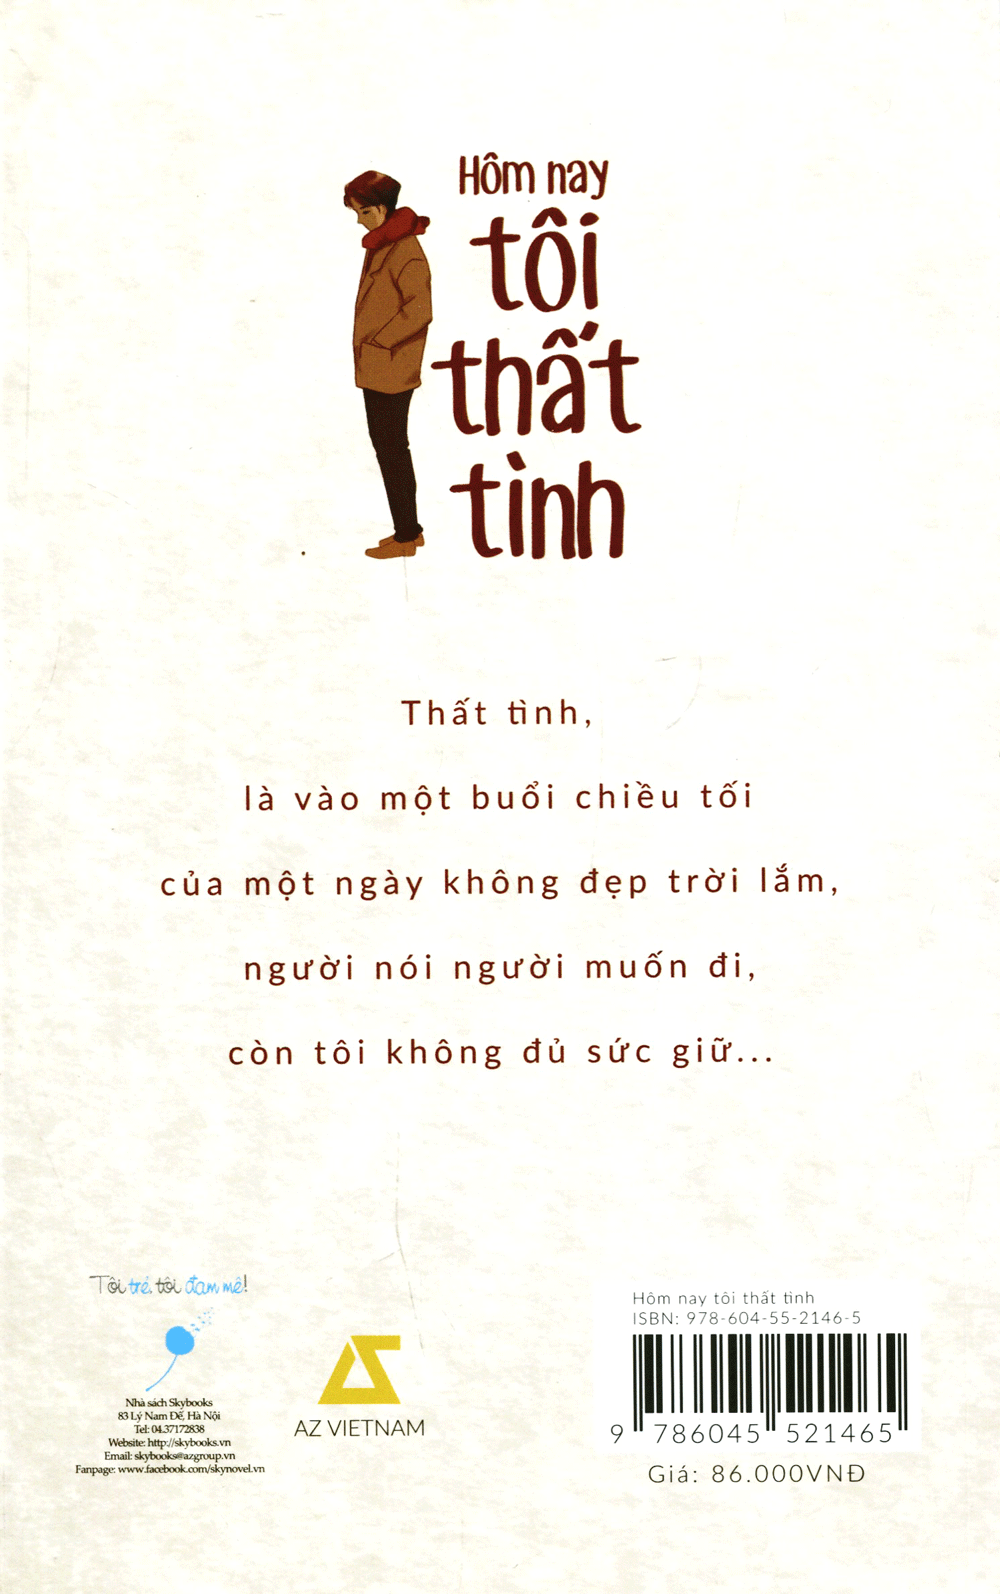 Hôm nay
tôi
thất
tình
Thất tình,
là vào một buổi chiều tối
của một ngày không đẹp trời lắm,
người nói người muốn đi,
còn tôi không đủ sức giữ...
Tôi trẻ, tôi đam mê!
Nhà sách Skybooks
83 Lý Nam Đế, Hà Nội
Tel: 04.37172838
Website: http://skybooks.vn
Email: skybooks@azgroup.vn
Fanpage: www.facebook.com/skynovel.vn
AZ VIETNAM
Hôm nay tôi thất tình
ISBN: 978-604-55-2146-5
9 786045 521465
Giá: 86.000VNĐ